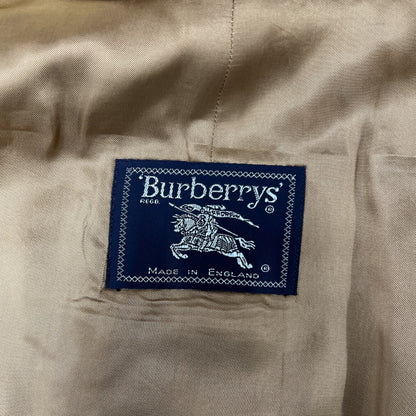 'Burberrys'
REGD. ®
MADE IN ENGLAND ®